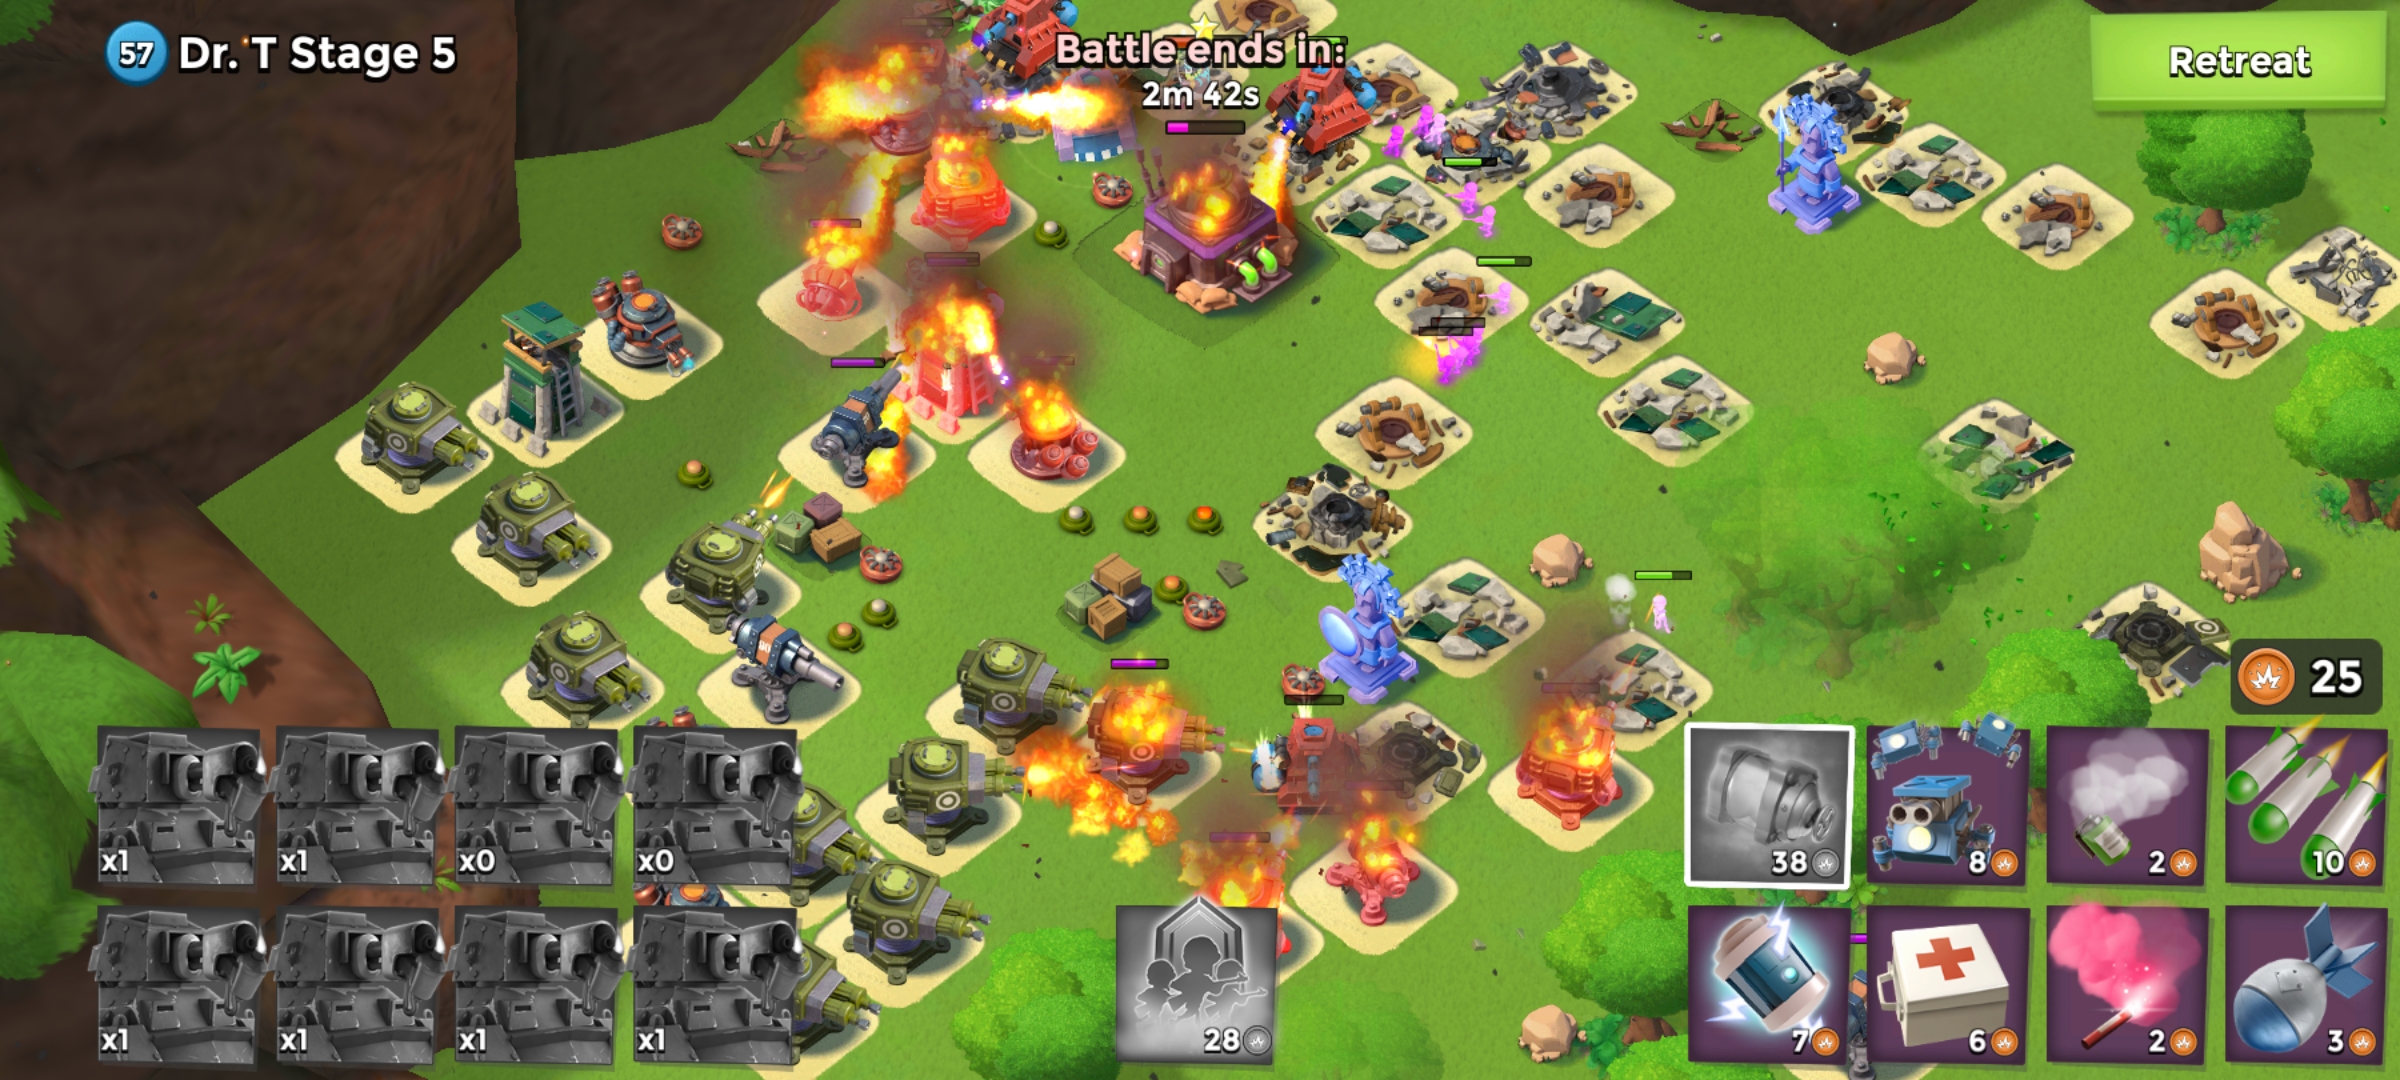 57 Dr. T Stage 5
Battle ends in:
2m 42s
Retreat
25
x1 x1 x0 x0
38 8 2 10
x1 x1 x1 x1
28
7 6 2 3